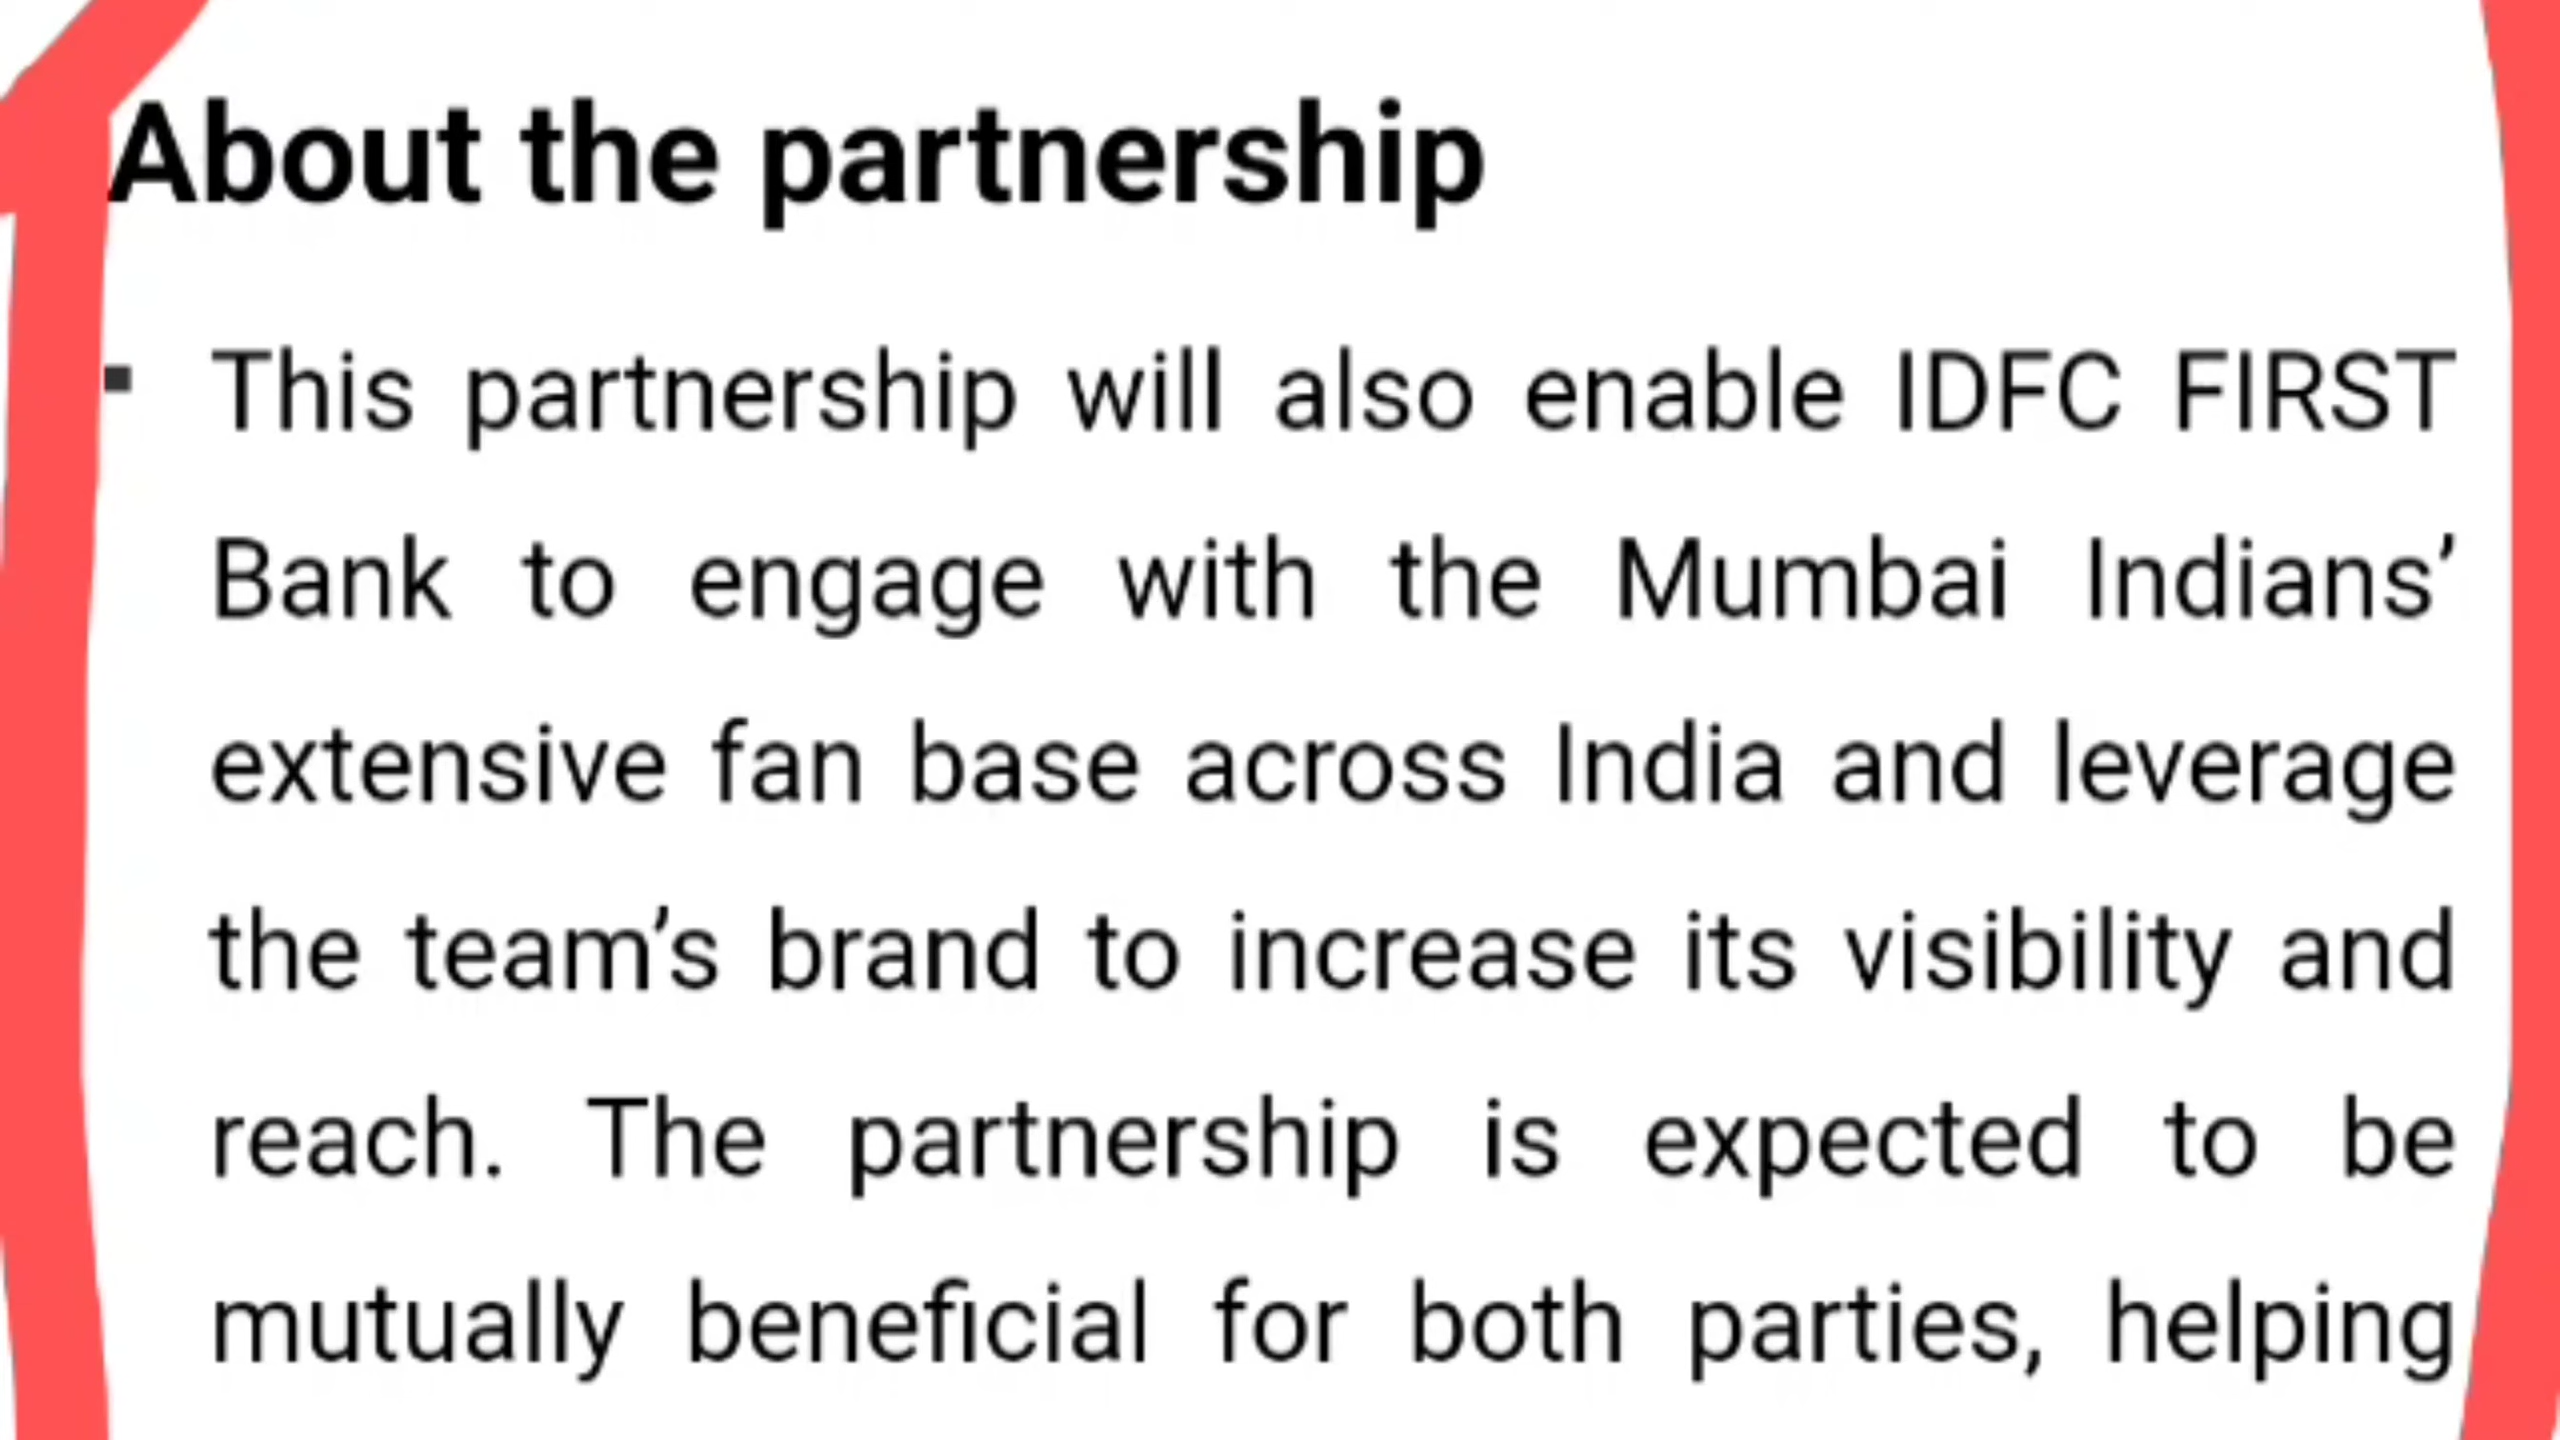 About the partnership
▪ This partnership will also enable IDFC FIRST
Bank to engage with the Mumbai Indians’
extensive fan base across India and leverage
the team’s brand to increase its visibility and
reach. The partnership is expected to be
mutually beneficial for both parties, helping